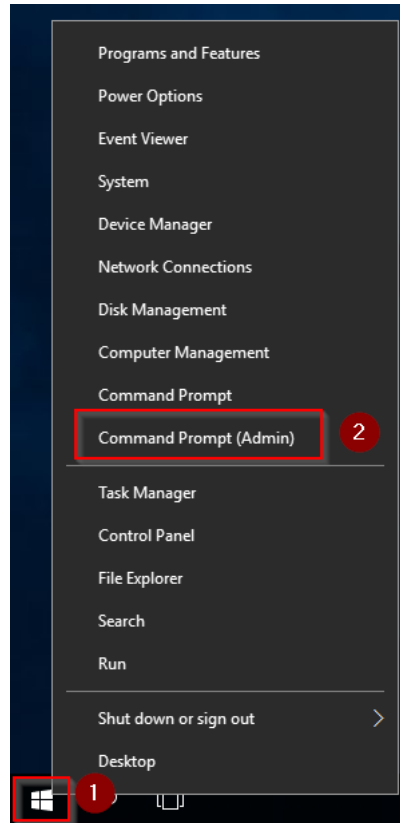 Programs and Features
Power Options
Event Viewer
System
Device Manager
Network Connections
Disk Management
Computer Management
Command Prompt
Command Prompt (Admin) 2
Task Manager
Control Panel
File Explorer
Search
Run
Shut down or sign out
Desktop
1